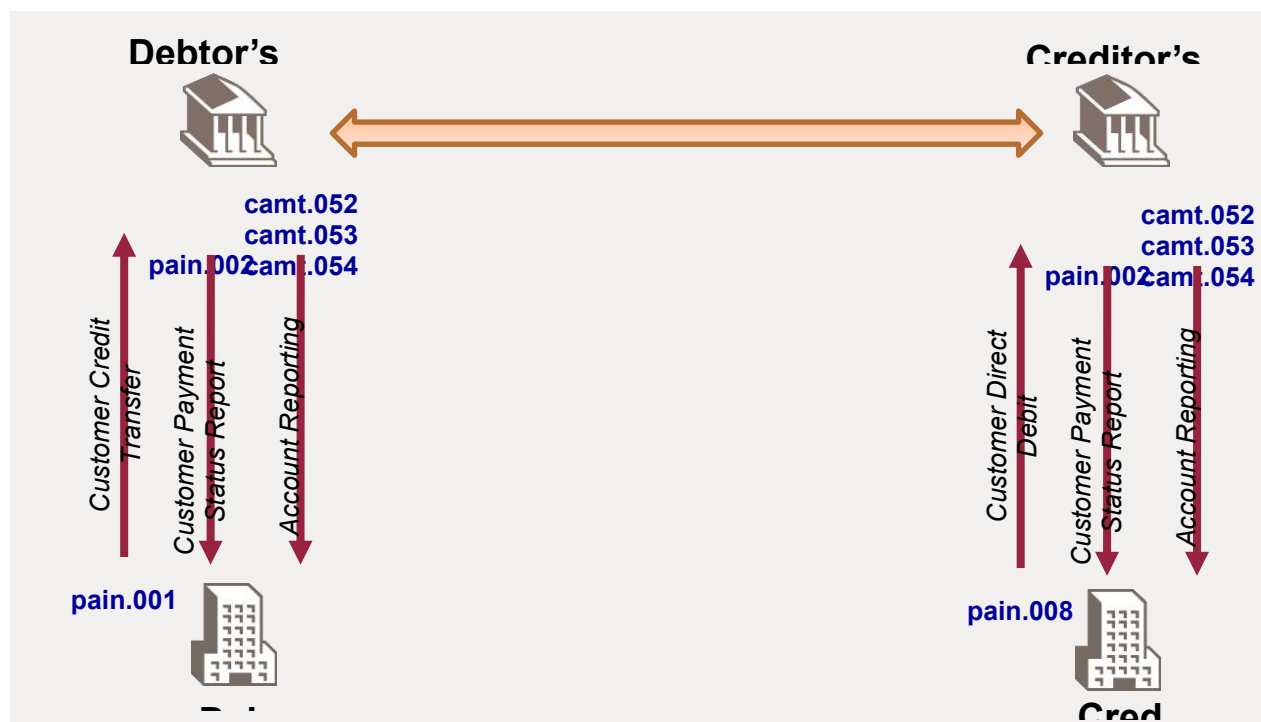 Debtor’s
Creditor’s
camt.052
camt.053
camt.054
pain.002
camt.052
camt.053
camt.054
pain.002
Customer Credit
Transfer
Customer Payment
Status Report
Account Reporting
Customer Direct
Debit
Customer Payment
Status Report
Account Reporting
pain.001
pain.008
Cred